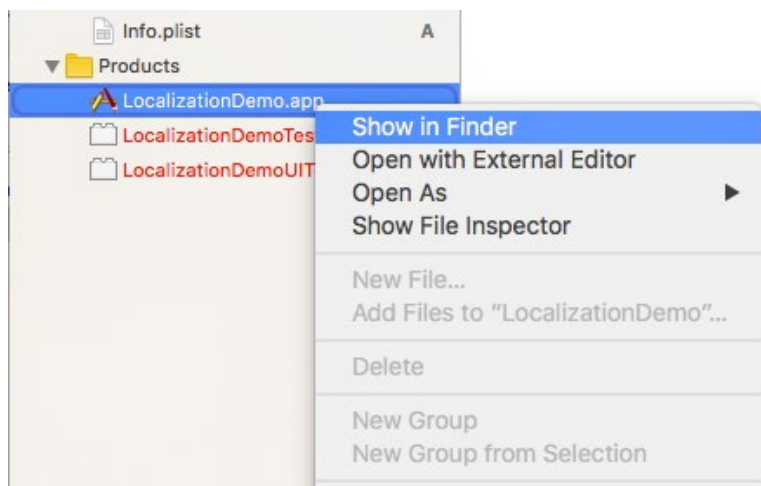 Info.plist A
Products
LocalizationDemo.app
LocalizationDemoTes
LocalizationDemoUIT
Show in Finder
Open with External Editor
Open As
Show File Inspector
New File...
Add Files to “LocalizationDemo”...
Delete
New Group
New Group from Selection